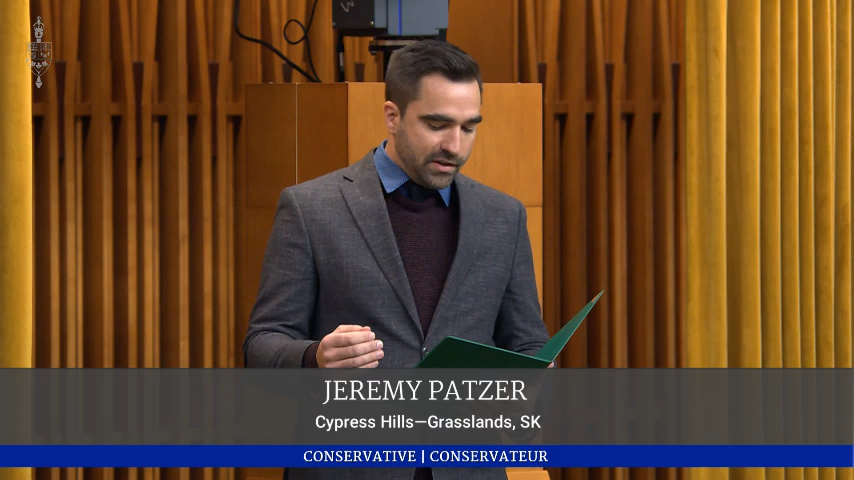 JEREMY PATZER
Cypress Hills—Grasslands, SK
CONSERVATIVE | CONSERVATEUR